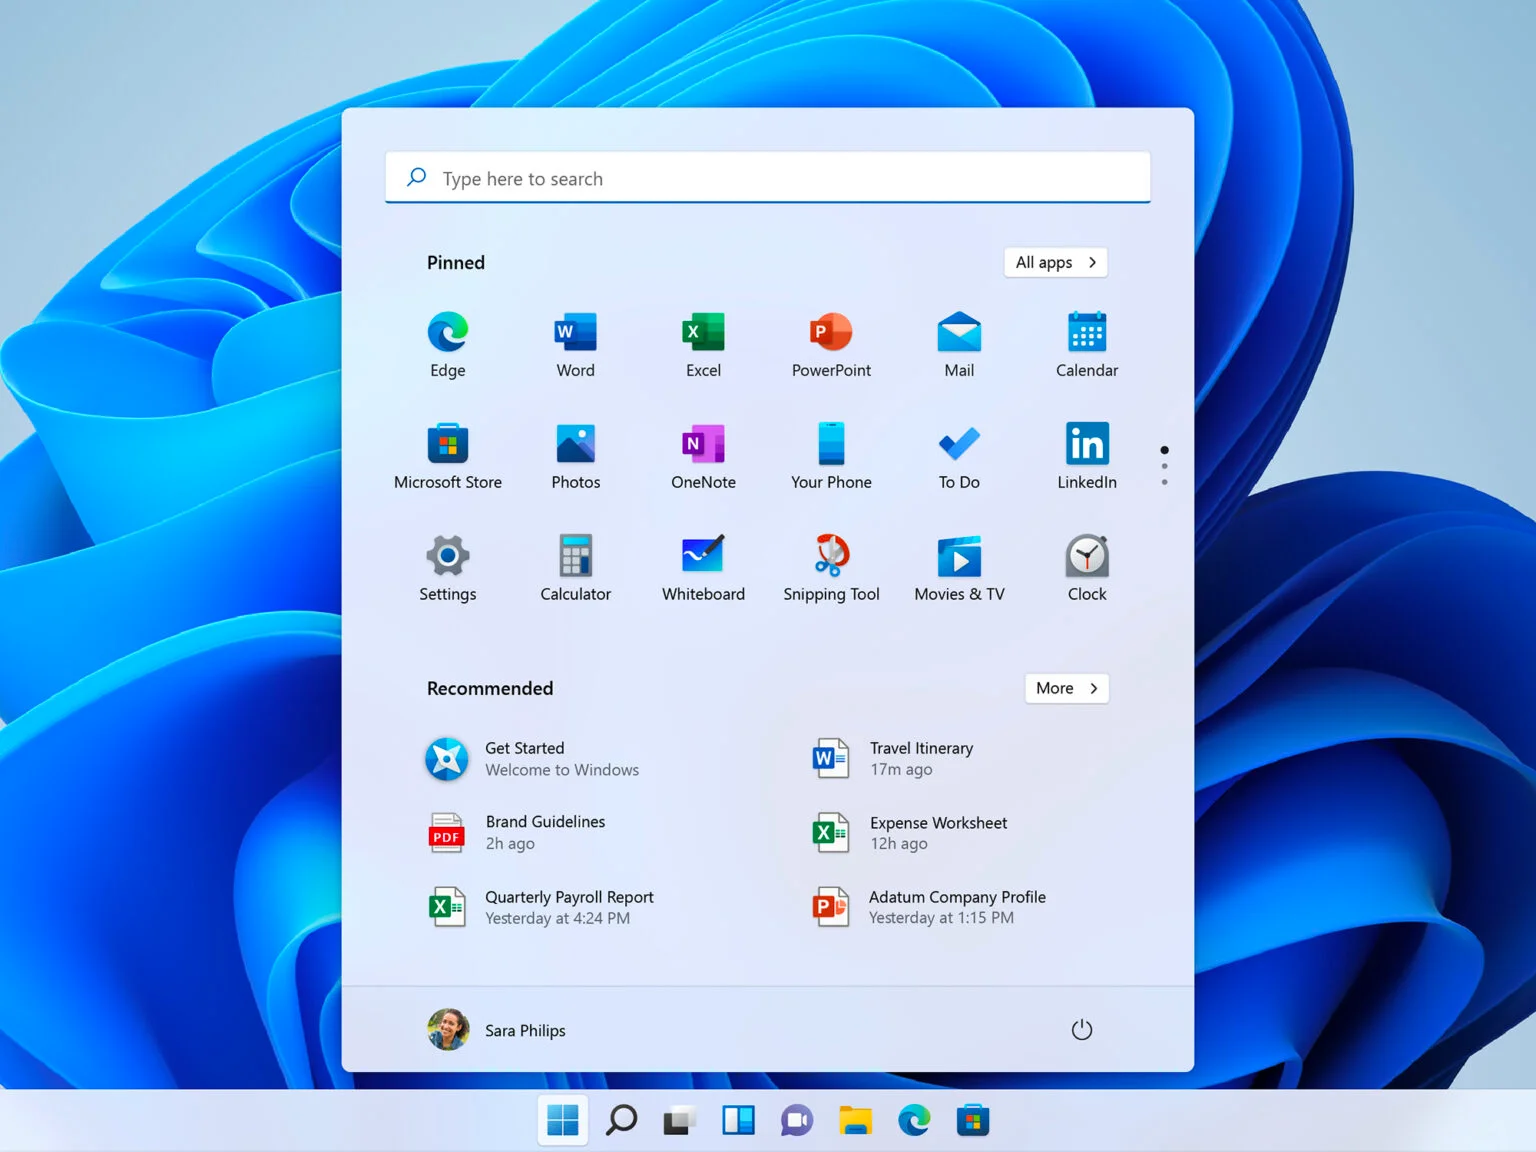 Type here to search
Pinned
All apps
Edge
Word
Excel
PowerPoint
Mail
Calendar
Microsoft Store
Photos
OneNote
Your Phone
To Do
LinkedIn
Settings
Calculator
Whiteboard
Snipping Tool
Movies & TV
Clock
Recommended
More
Get Started
Welcome to Windows
Travel Itinerary
17m ago
PDF
Brand Guidelines
2h ago
Expense Worksheet
12h ago
Quarterly Payroll Report
Yesterday at 4:24 PM
Adatum Company Profile
Yesterday at 1:15 PM
Sara Philips